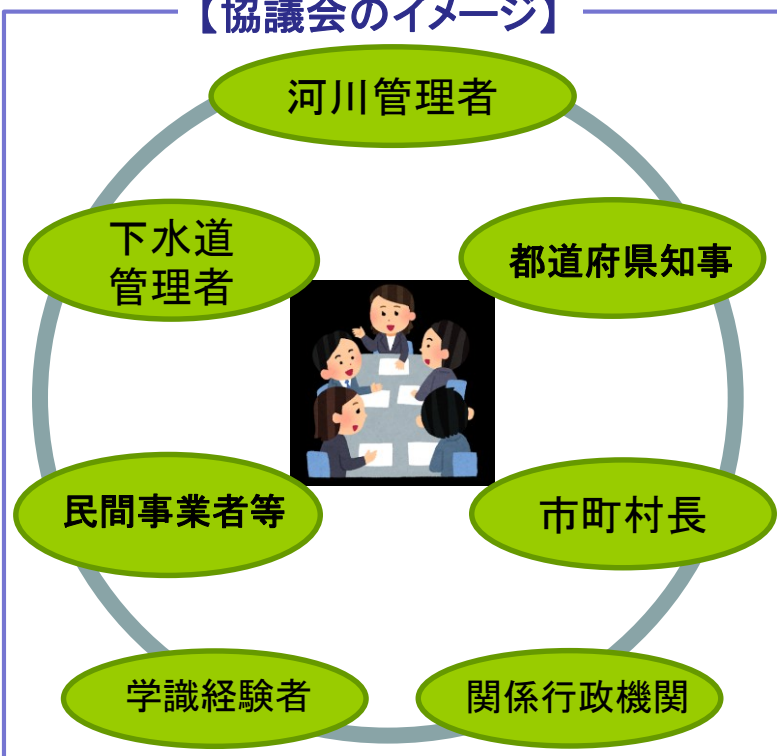 【協議会のイメージ】
河川管理者
下水道
管理者
都道府県知事
民間事業者等
市町村長
学識経験者
関係行政機関